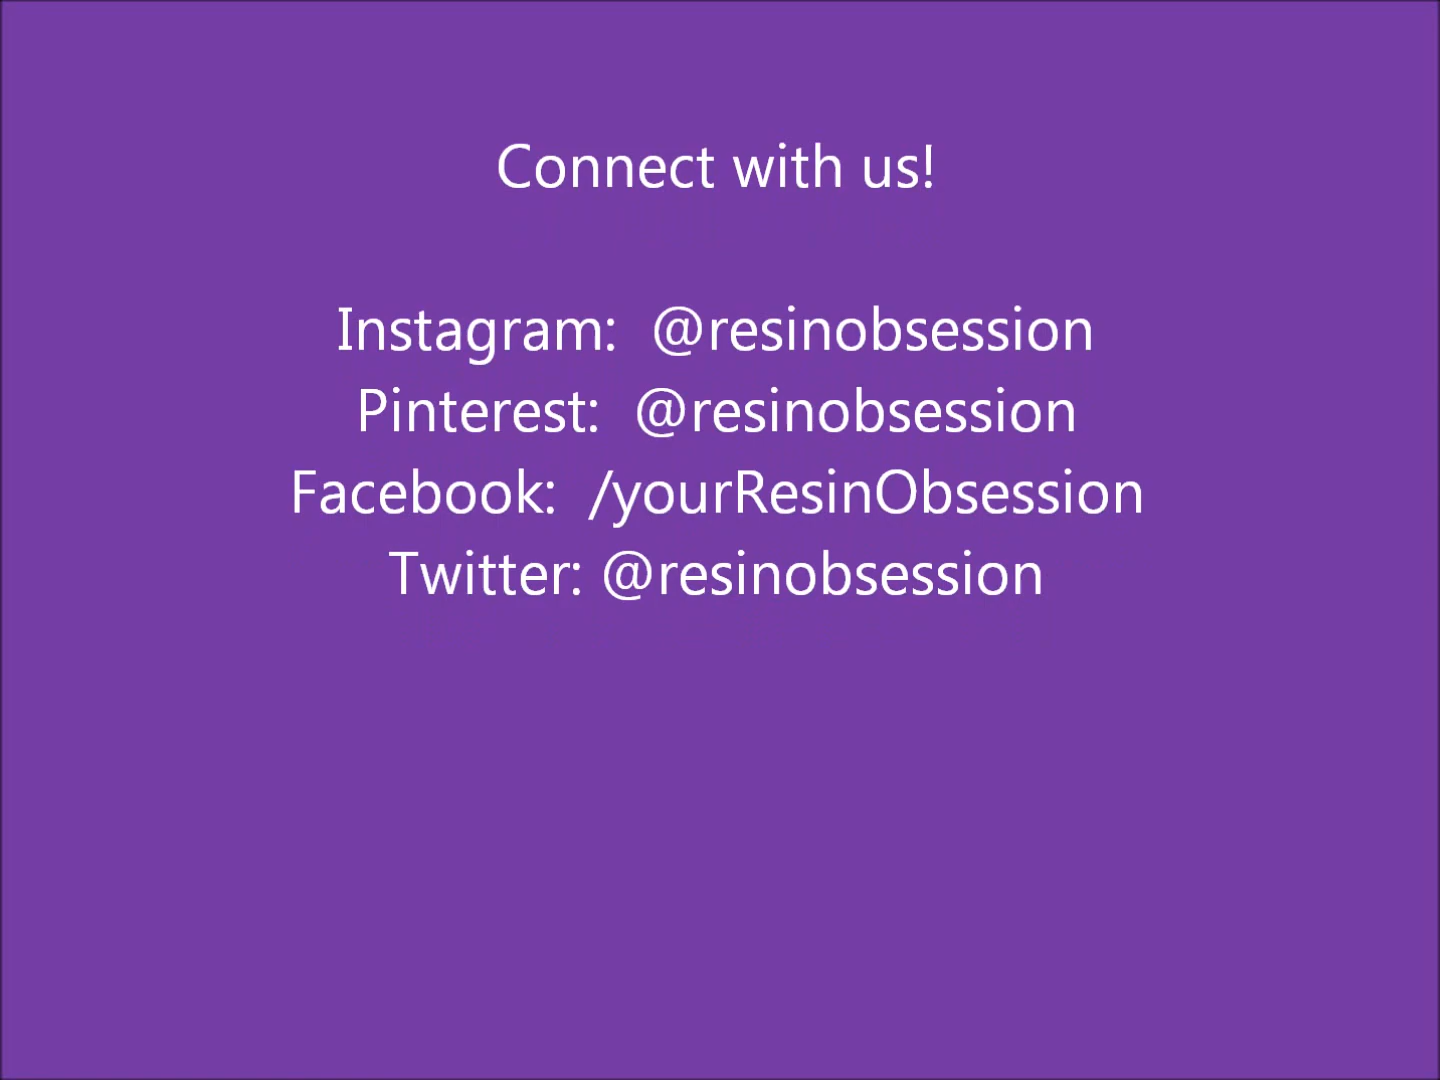 Connect with us!
Instagram:  @resinobsession
Pinterest:  @resinobsession
Facebook:  /yourResinObsession
Twitter: @resinobsession